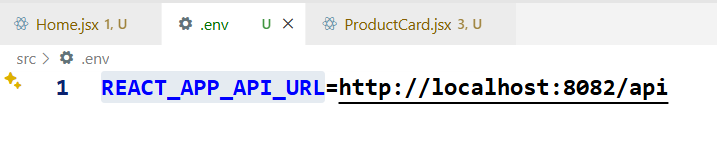 Home.jsx 1, U .env U ProductCard.jsx 3, U
src > .env
1 REACT_APP_API_URL=http://localhost:8082/api